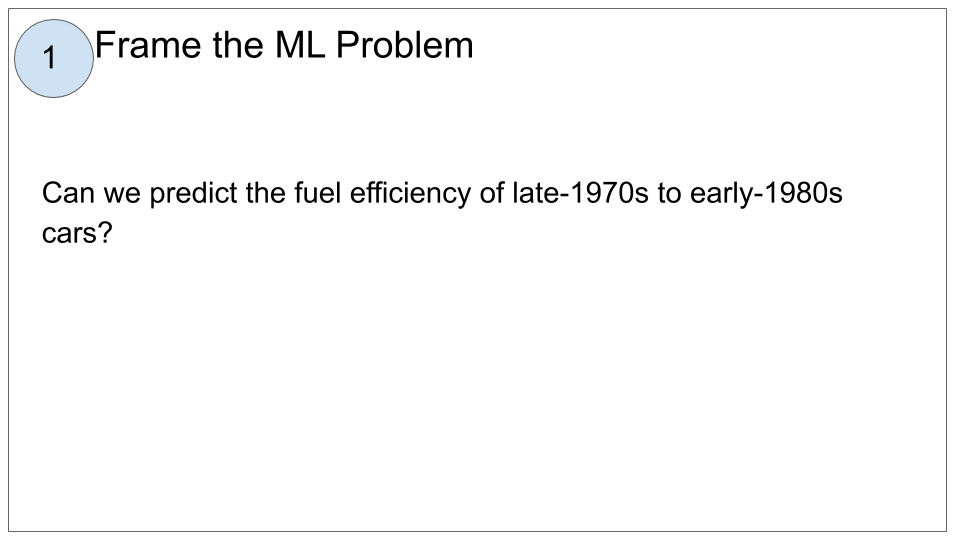 1
Frame the ML Problem
Can we predict the fuel efficiency of late-1970s to early-1980s
cars?